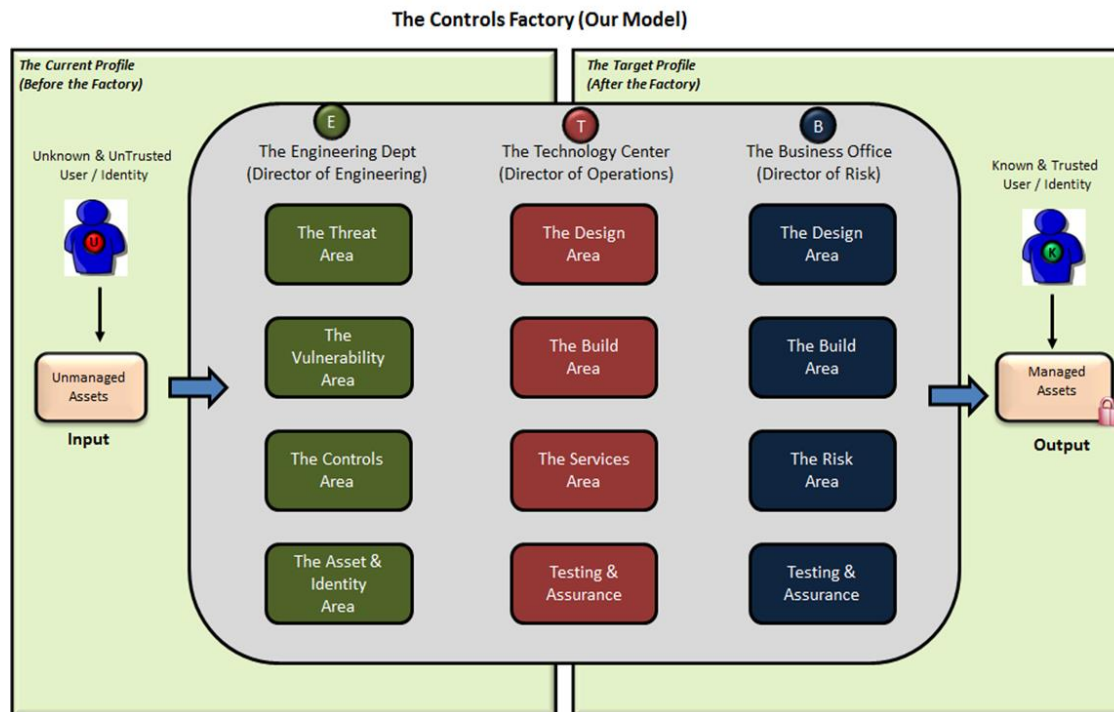 The Controls Factory (Our Model)
The Current Profile
(Before the Factory)
The Target Profile
(After the Factory)
Unknown & UnTrusted
User / Identity
U
Unmanaged
Assets
Input
E
The Engineering Dept
(Director of Engineering)
The Threat
Area
The
Vulnerability
Area
The Controls
Area
The Asset &
Identity
Area
T
The Technology Center
(Director of Operations)
The Design
Area
The Build
Area
The Services
Area
Testing &
Assurance
B
The Business Office
(Director of Risk)
The Design
Area
The Build
Area
The Risk
Area
Testing &
Assurance
Known & Trusted
User / Identity
K
Managed
Assets
Output